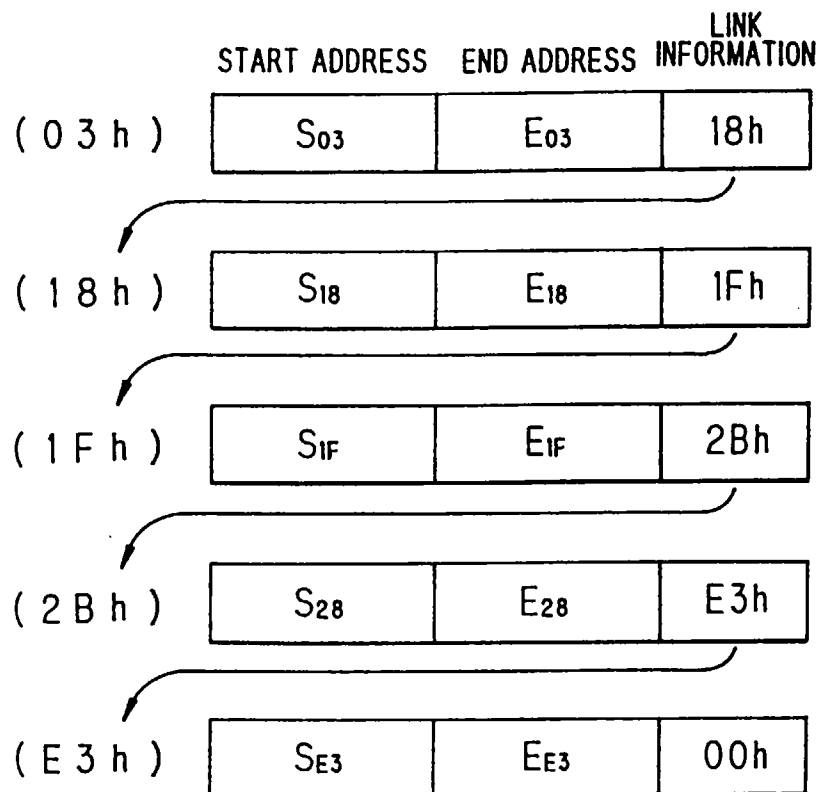 LINK
START ADDRESS END ADDRESS INFORMATION
(03h) S03 E03 18h
(18h) S18 E18 1Fh
(1Fh) S1F E1F 2Bh
(2Bh) S28 E28 E3h
(E3h) SE3 EE3 00h